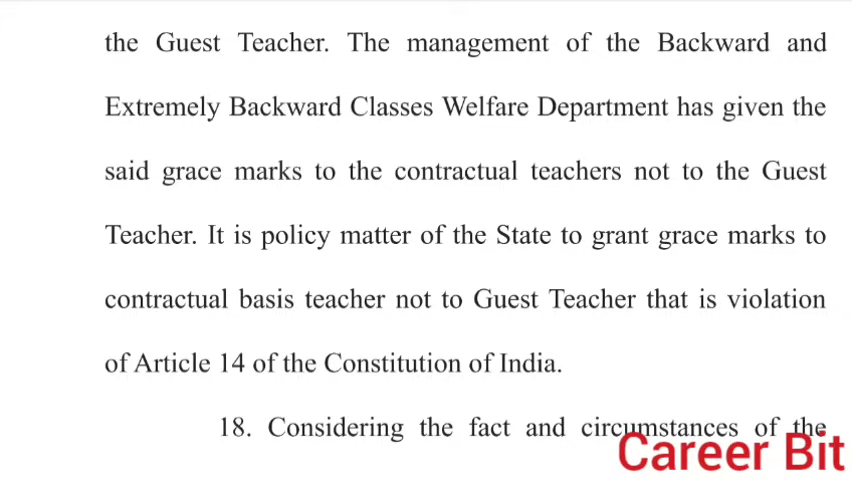 the Guest Teacher. The management of the Backward and
Extremely Backward Classes Welfare Department has given the
said grace marks to the contractual teachers not to the Guest
Teacher. It is policy matter of the State to grant grace marks to
contractual basis teacher not to Guest Teacher that is violation
of Article 14 of the Constitution of India.
18. Considering the fact and circumstances of the
Career Bit